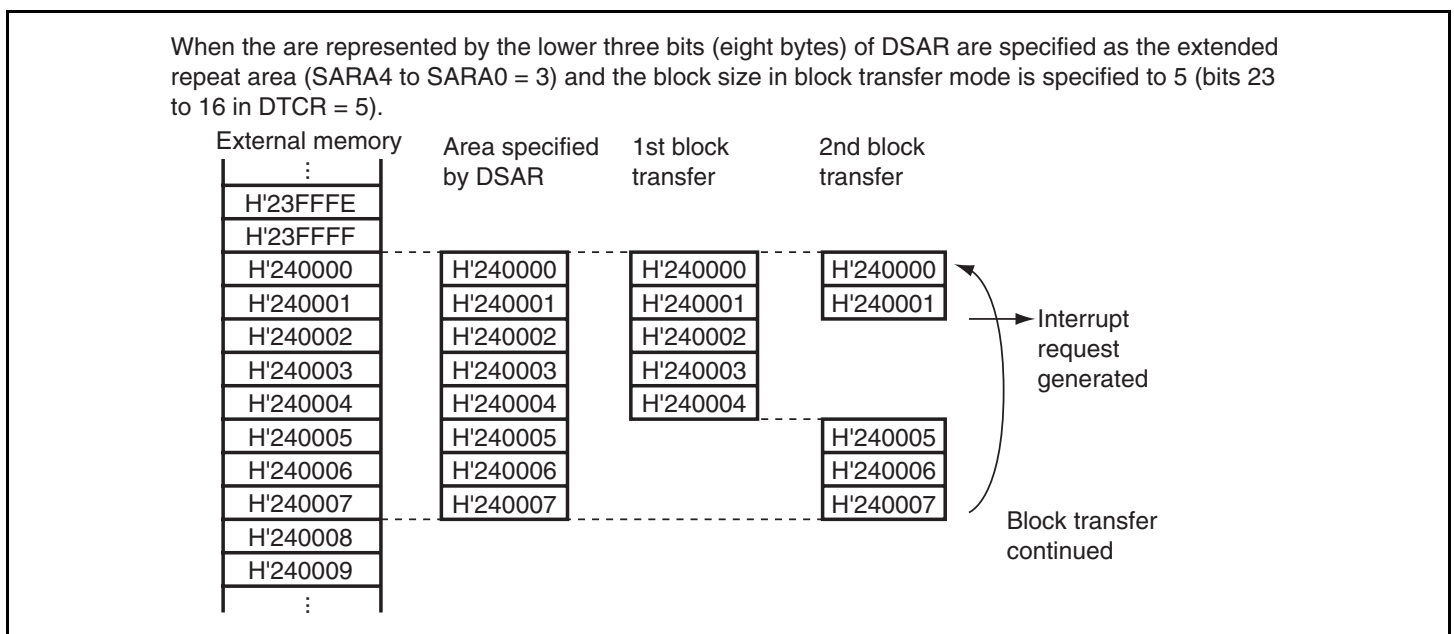 When the are represented by the lower three bits (eight bytes) of DSAR are specified as the extended
repeat area (SARA4 to SARA0 = 3) and the block size in block transfer mode is specified to 5 (bits 23
to 16 in DTCR = 5).
External memory
Area specified
by DSAR
1st block
transfer
2nd block
transfer
⋮
H'23FFFE
H'23FFFF
H'240000 H'240000 H'240000 H'240000
H'240001 H'240001 H'240001 H'240001
H'240002 H'240002 H'240002
H'240003 H'240003 H'240003
H'240004 H'240004 H'240004
H'240005 H'240005 H'240005
H'240006 H'240006 H'240006
H'240007 H'240007 H'240007
H'240008
H'240009
⋮
Interrupt
request
generated
Block transfer
continued